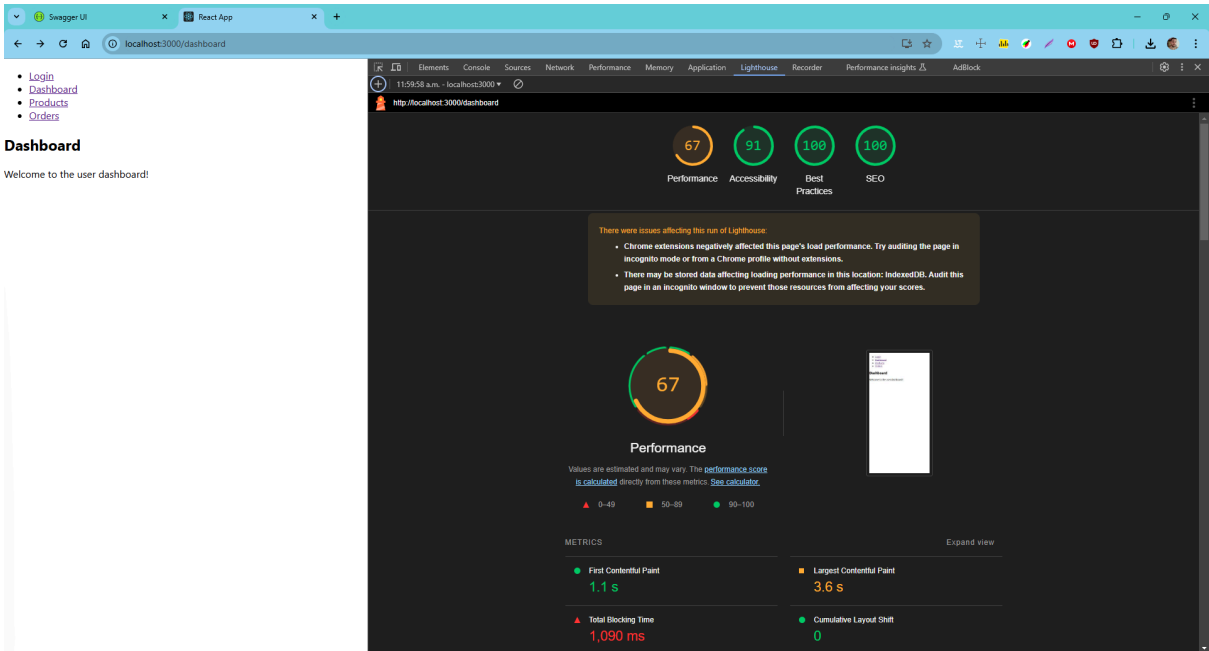 Swagger UI
React App
localhost:3000/dashboard
Login
Dashboard
Products
Orders
Dashboard
Welcome to the user dashboard!
Elements Console Sources Network Performance Memory Application Lighthouse Recorder Performance insights AdBlock
11:59:58 a.m. - localhost:3000
http://localhost:3000/dashboard
67 91 100 100
Performance Accessibility Best Practices SEO
There were issues affecting this run of Lighthouse:
Chrome extensions negatively affected this page's load performance. Try auditing the page in
incognito mode or from a Chrome profile without extensions.
There may be stored data affecting loading performance in this location: IndexedDB. Audit this
page in an incognito window to prevent those resources from affecting your scores.
67
Performance
Values are estimated and may vary. The performance score
is calculated directly from these metrics. See calculator.
0–49 50–89 90–100
METRICS Expand view
First Contentful Paint
1.1 s
Largest Contentful Paint
3.6 s
Total Blocking Time
1,090 ms
Cumulative Layout Shift
0